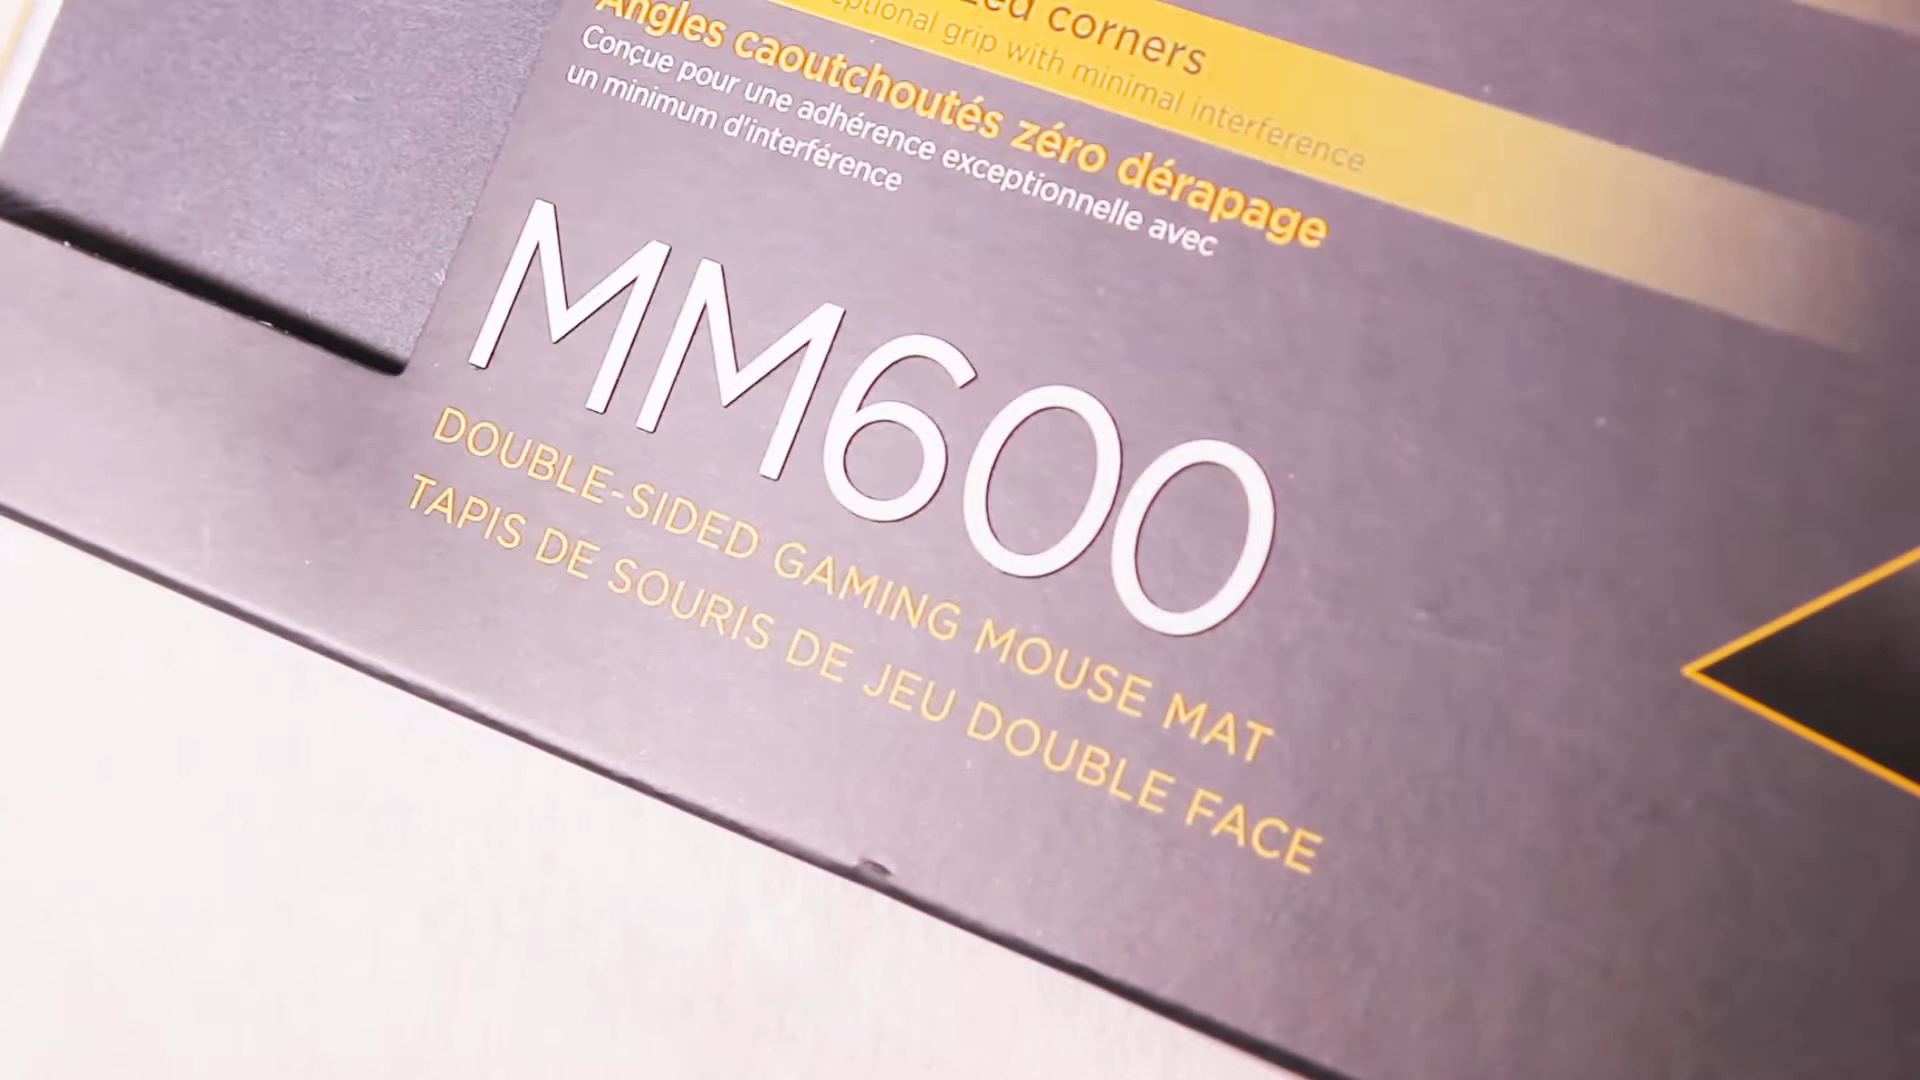 corners
grip with minimal interference
Angles caoutchoutés zéro dérapage
Conçue pour une adhérence exceptionnelle avec
un minimum d'interférence
MM600
DOUBLE-SIDED GAMING MOUSE MAT
TAPIS DE SOURIS DE JEU DOUBLE FACE